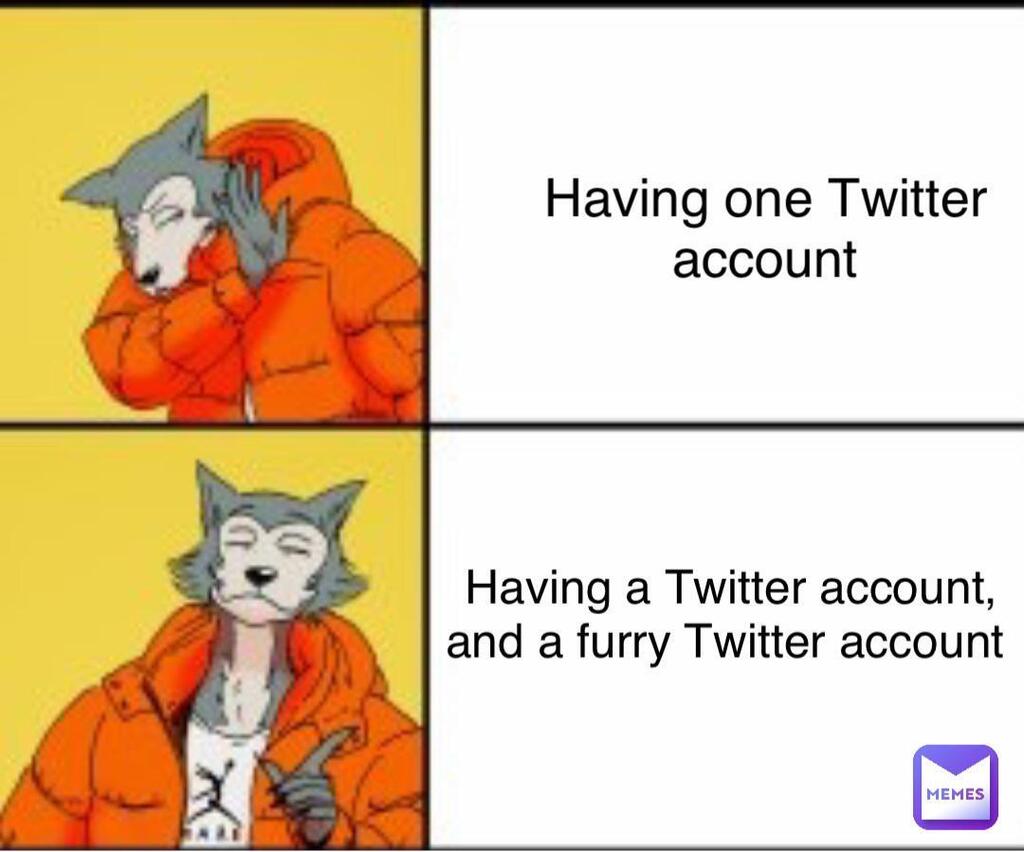 Having one Twitter
account
Having a Twitter account,
and a furry Twitter account
MEMES